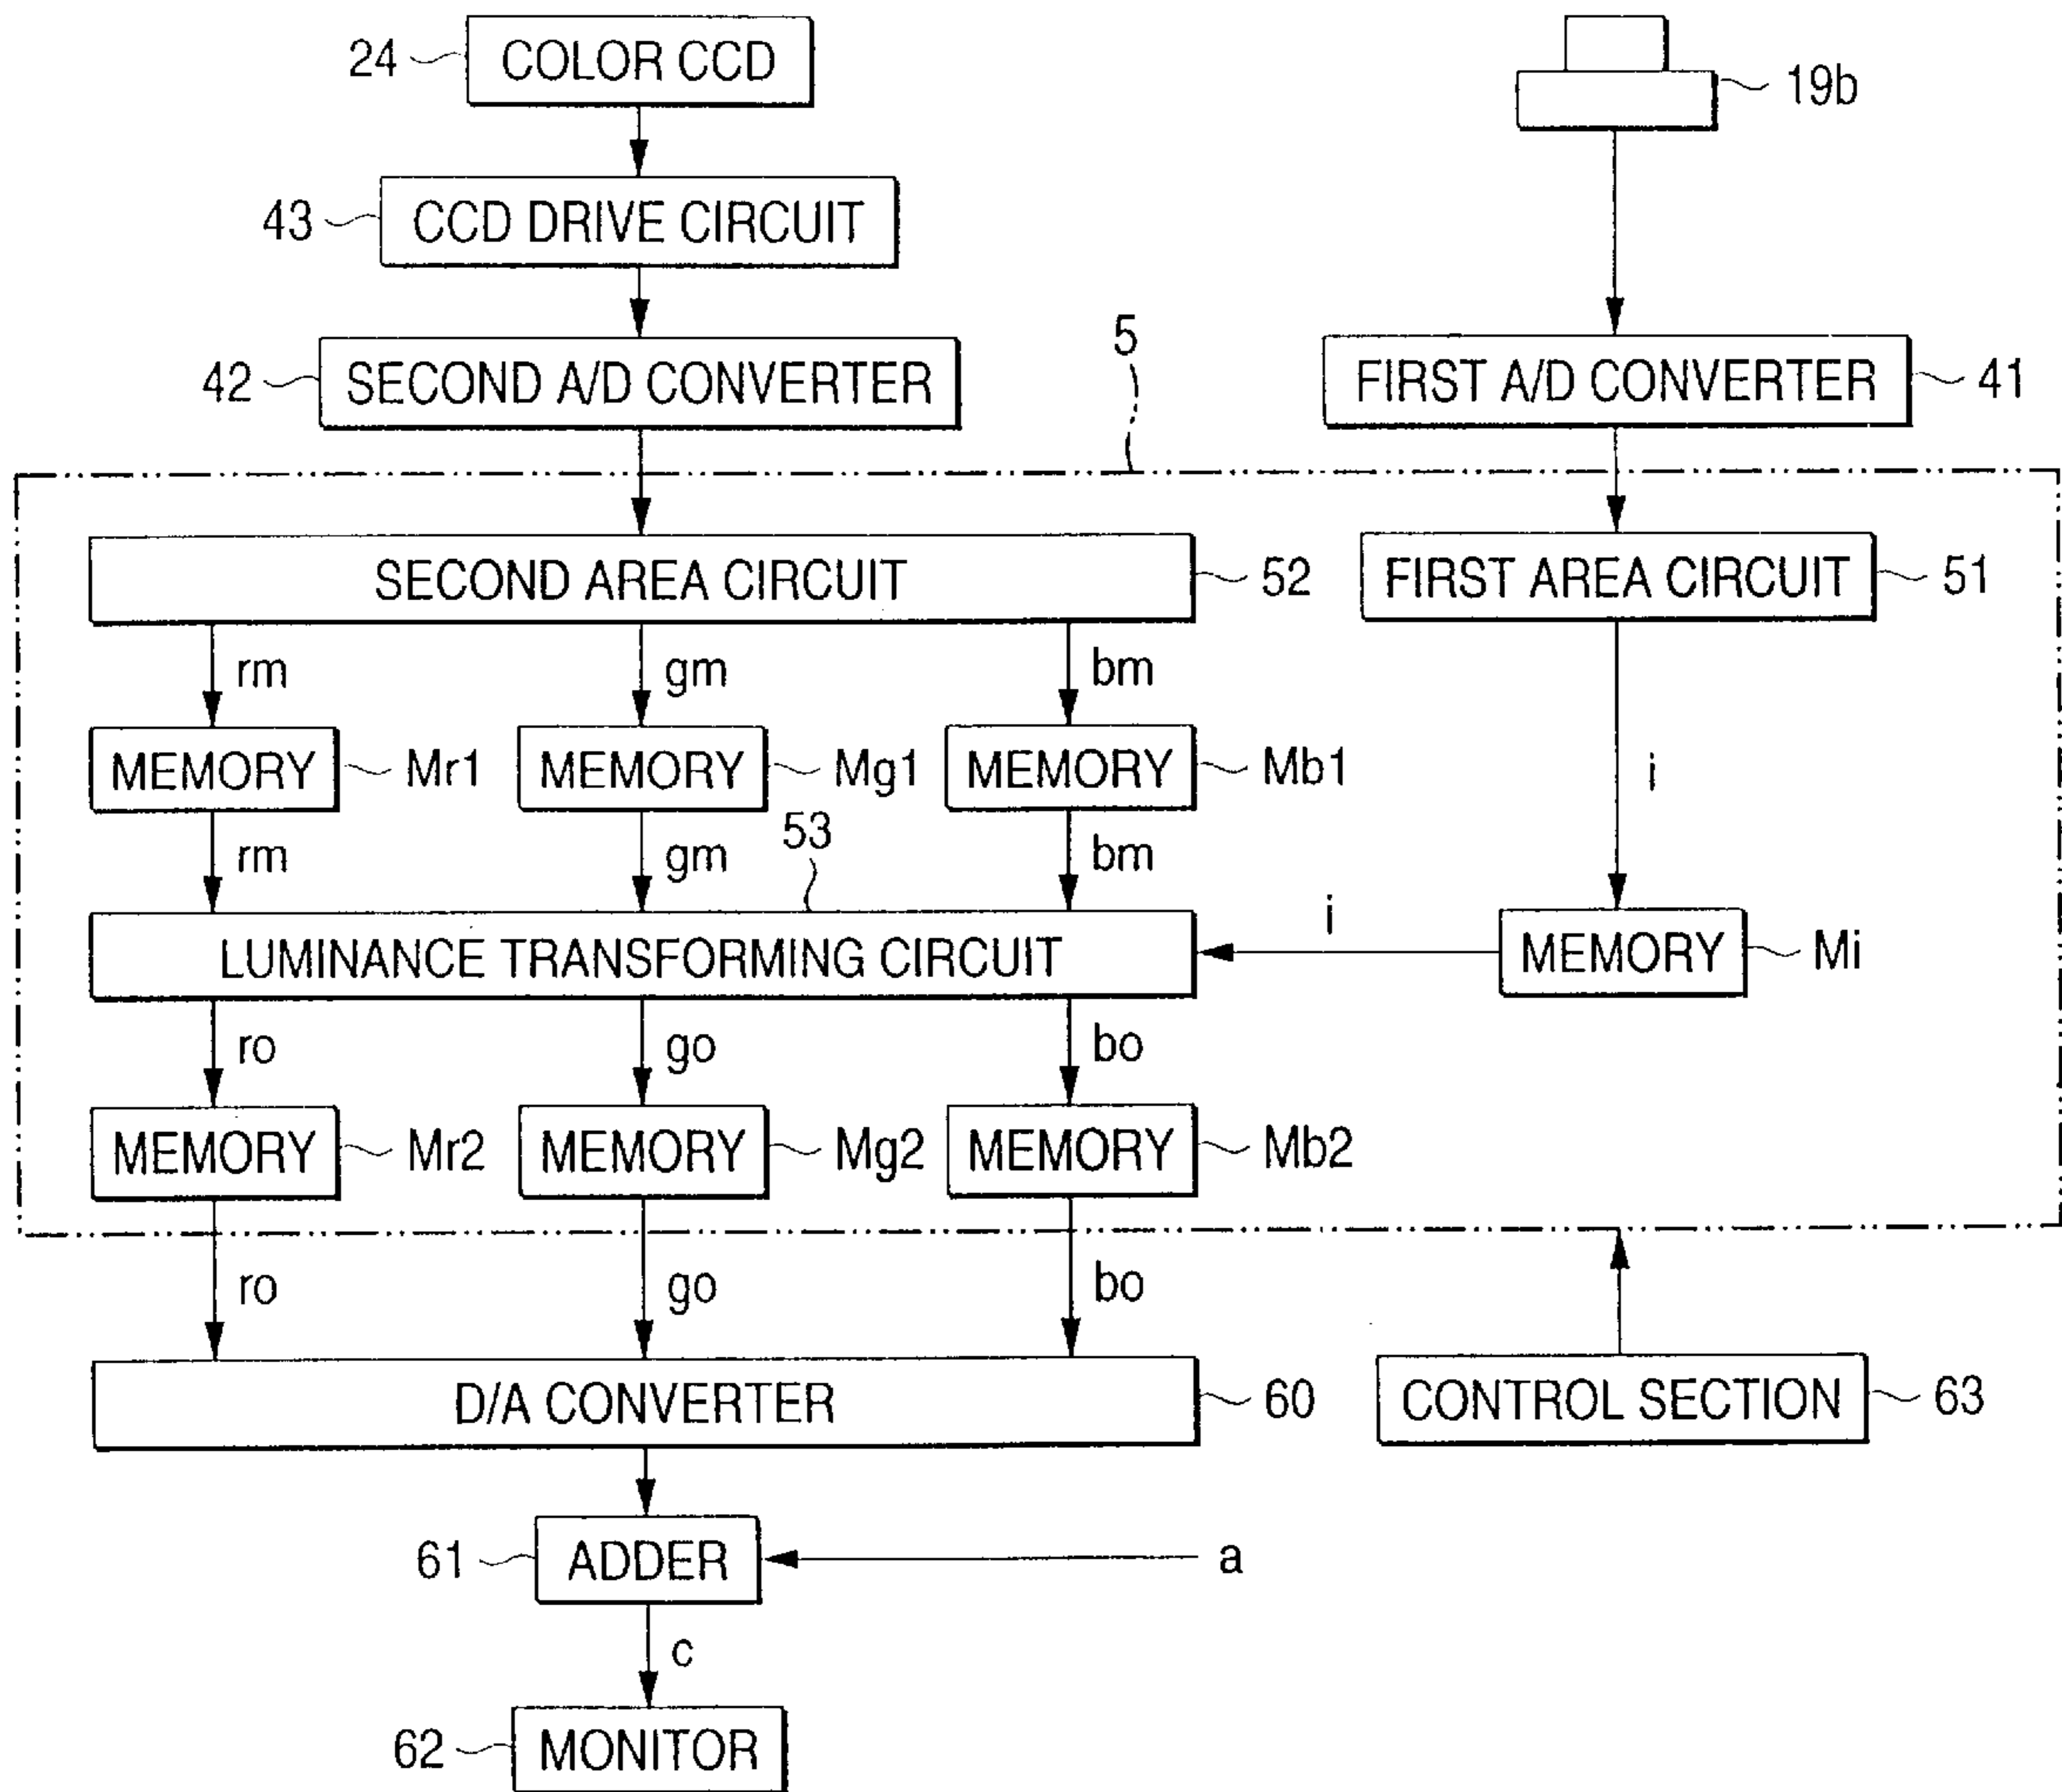 24 COLOR CCD
19b
43 CCD DRIVE CIRCUIT
5
42 SECOND A/D CONVERTER
FIRST A/D CONVERTER 41
SECOND AREA CIRCUIT 52
FIRST AREA CIRCUIT 51
rm gm bm
MEMORY Mr1 MEMORY Mg1 MEMORY Mb1
i
53
rm gm bm
LUMINANCE TRANSFORMING CIRCUIT
i
MEMORY Mi
ro go bo
MEMORY Mr2 MEMORY Mg2 MEMORY Mb2
ro go bo
D/A CONVERTER 60
CONTROL SECTION 63
61 ADDER
a
c
62 MONITOR